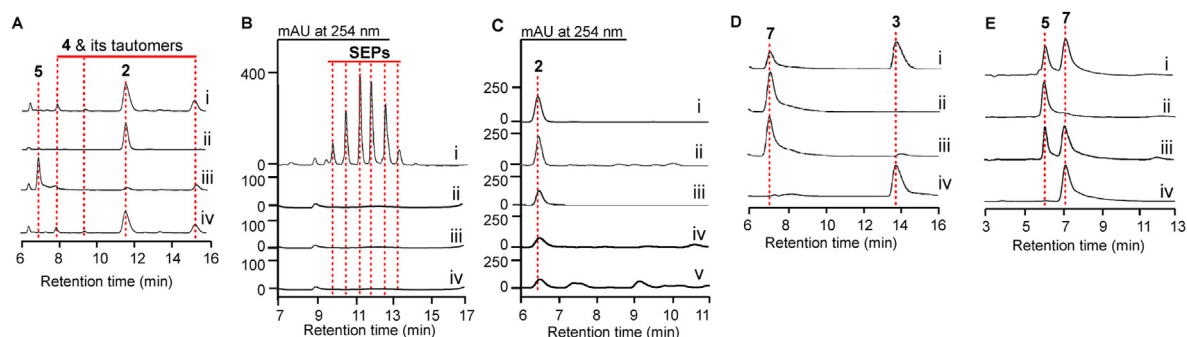 A
4 & its tautomers
5
2
i
ii
iii
iv
6 8 10 12 14 16
Retention time (min)
B
mAU at 254 nm
SEPs
400
0
i
100
0
ii
100
0
iii
100
0
iv
7 9 11 13 15 17
Retention time (min)
C
mAU at 254 nm
2
250
0
i
250
0
ii
250
0
iii
250
0
iv
250
0
v
6 7 8 9 10 11
Retention time (min)
D
7
3
i
ii
iii
iv
6 8 10 12 14 16
Retention time (min)
E
5 7
i
ii
iii
iv
3 5 7 9 11 13
Retention time (min)